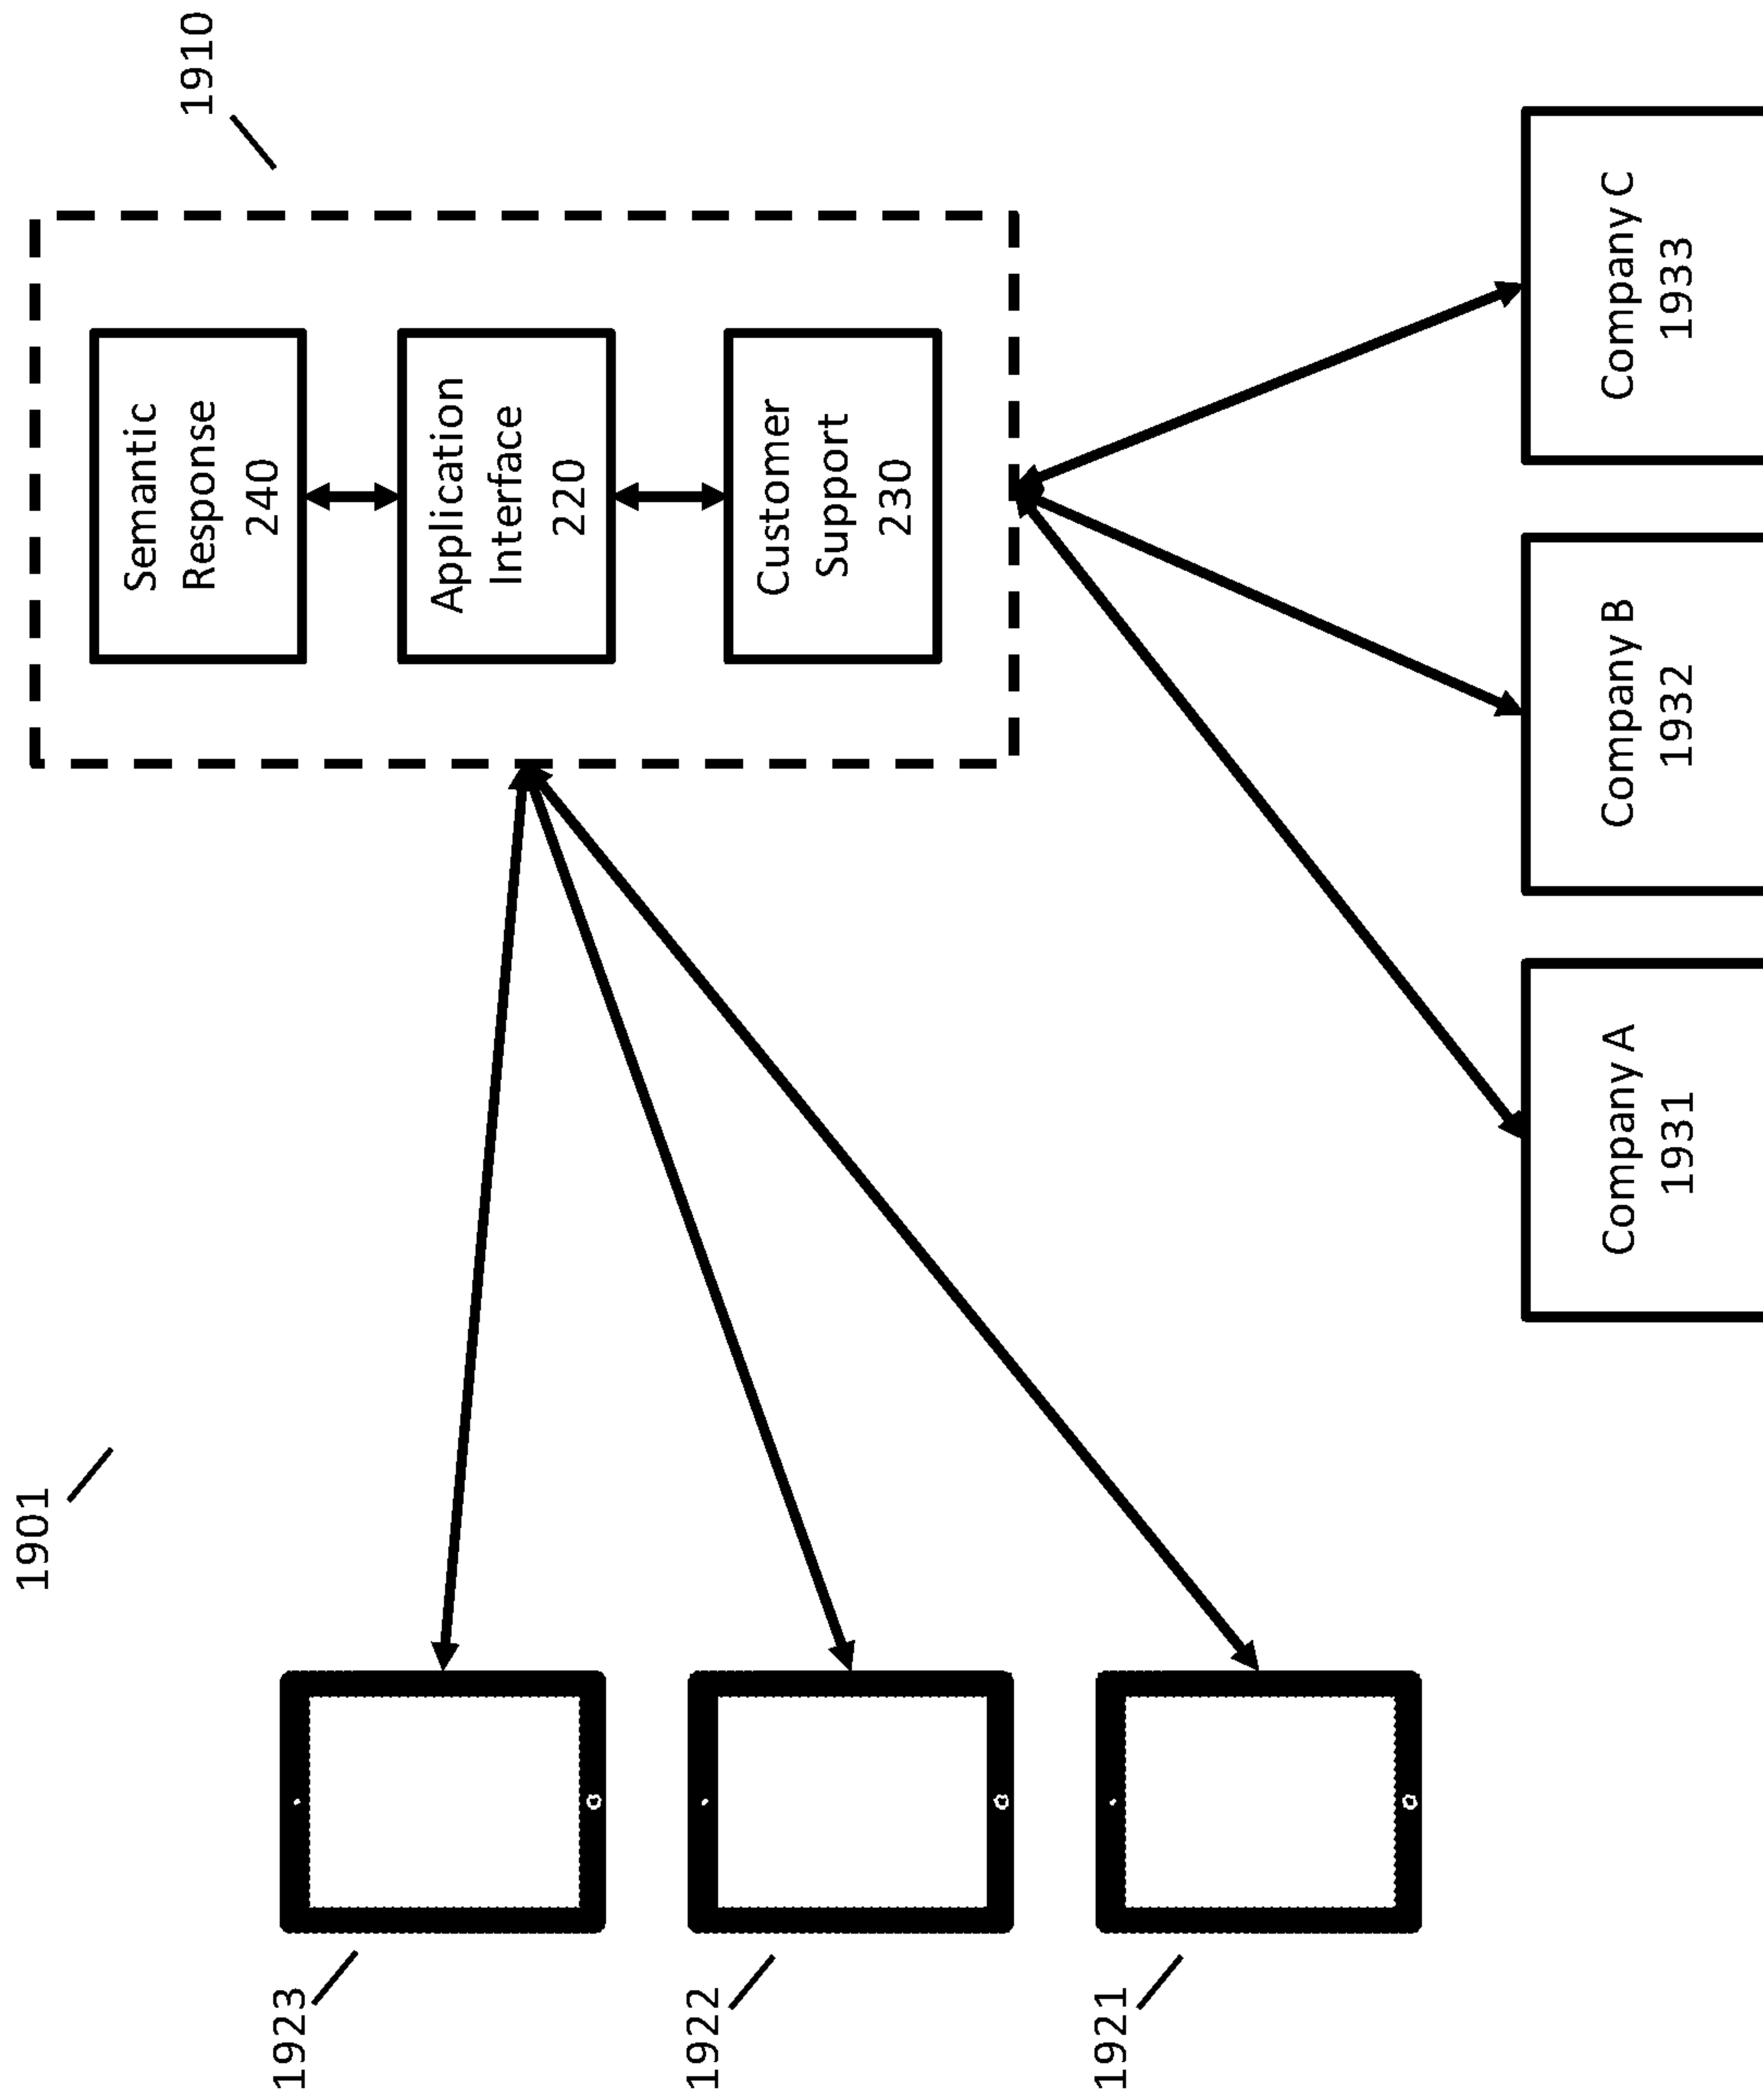 1901
1910
Semantic
Response
240
1923
Application
Interface
220
1922
Customer
Support
230
1921
Company A
1931
Company B
1932
Company C
1933